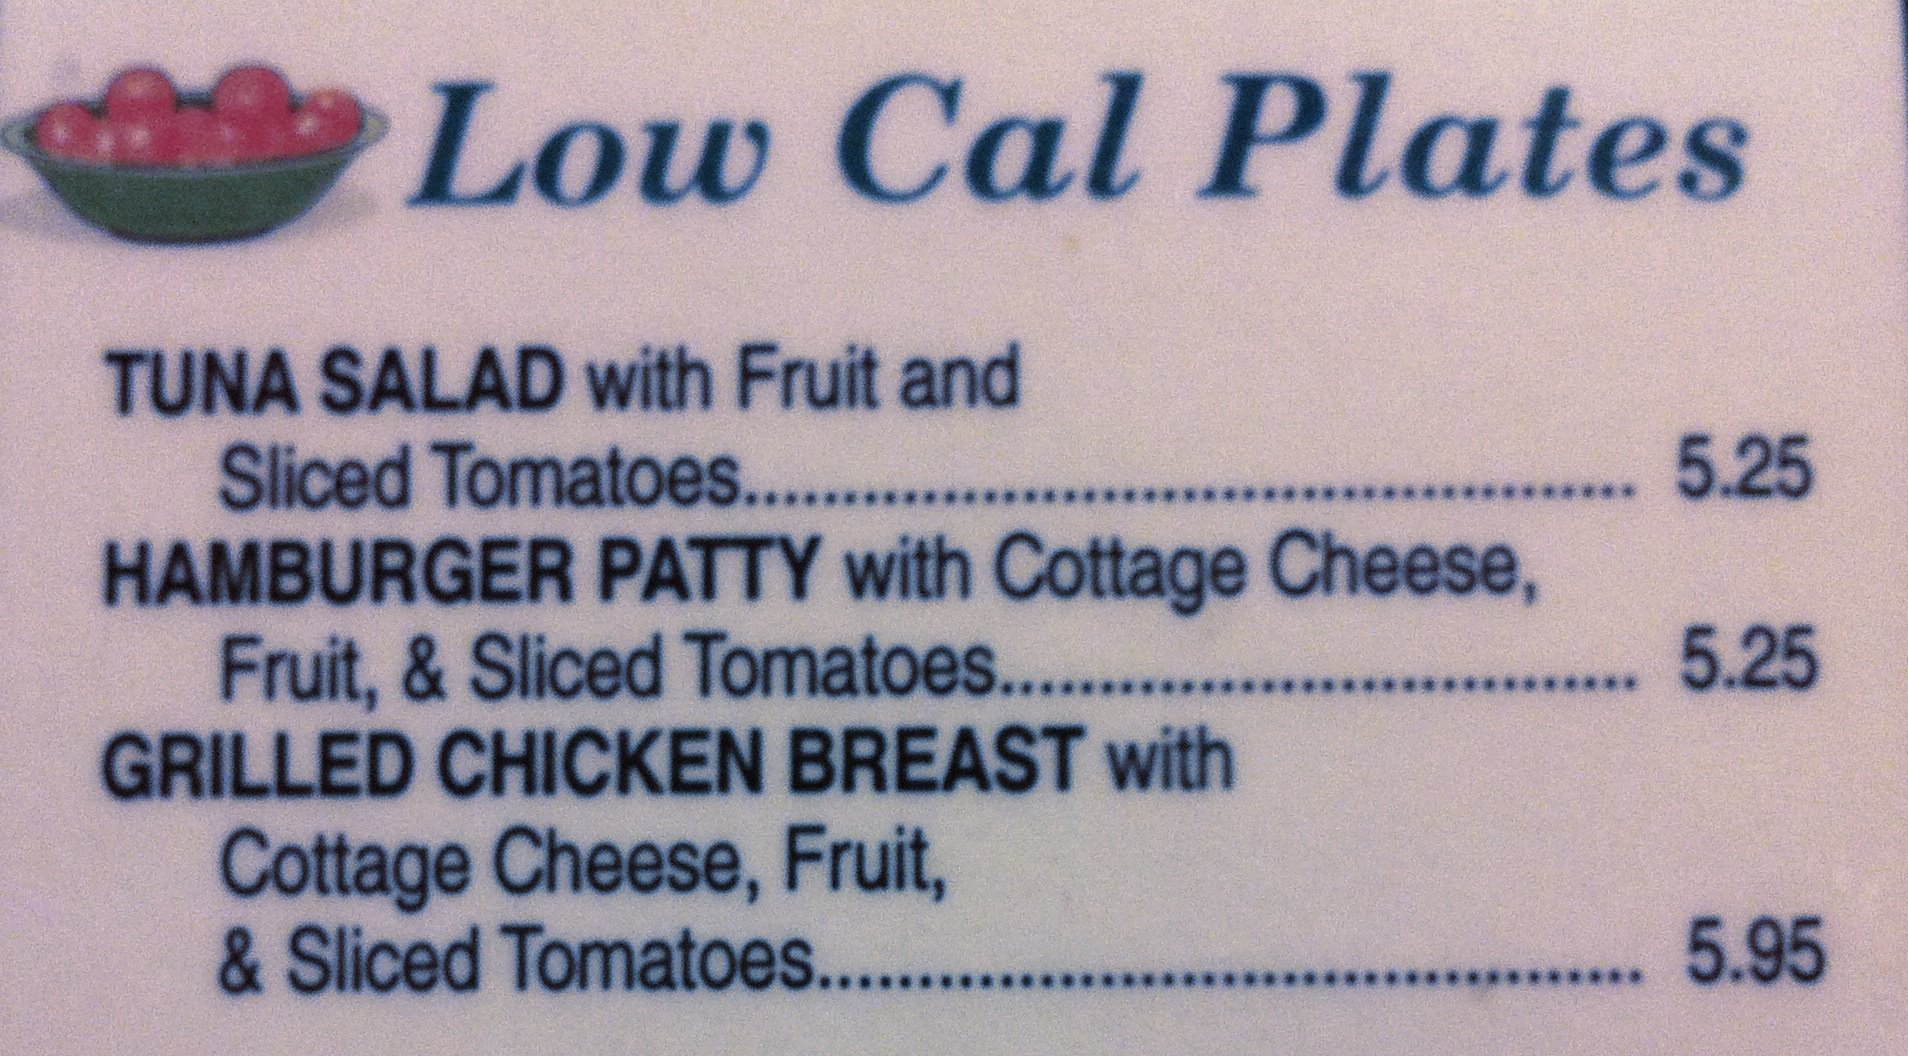 Low Cal Plates
TUNA SALAD with Fruit and
Sliced Tomatoes........................................................ 5.25
HAMBURGER PATTY with Cottage Cheese,
Fruit, & Sliced Tomatoes........................................ 5.25
GRILLED CHICKEN BREAST with
Cottage Cheese, Fruit,
& Sliced Tomatoes.................................................... 5.95